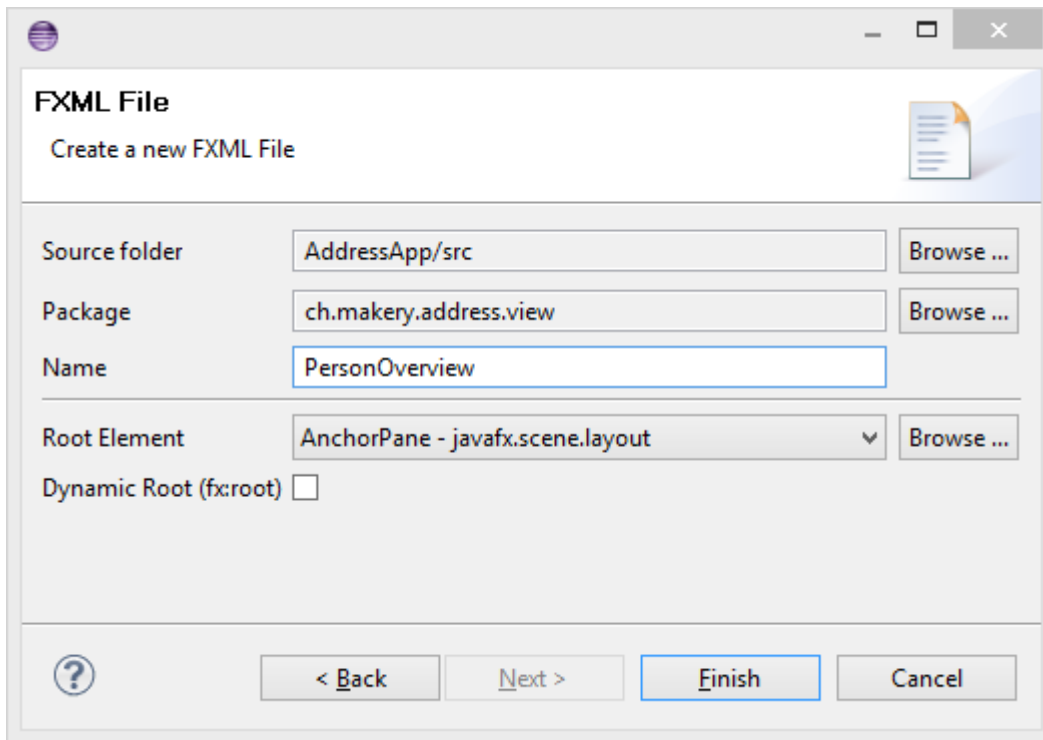 FXML File
Create a new FXML File
Source folder AddressApp/src Browse ...
Package ch.makery.address.view Browse ...
Name PersonOverview
Root Element AnchorPane - javafx.scene.layout Browse ...
Dynamic Root (fx:root)
? < Back Next > Finish Cancel